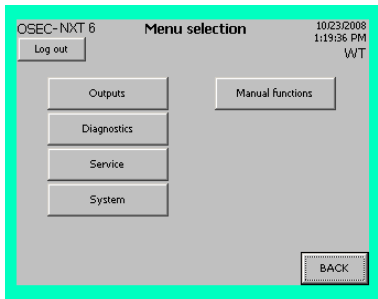 OSEC-NXT 6
Menu selection
10/23/2008
1:19:36 PM
Log out
WT
Outputs
Manual functions
Diagnostics
Service
System
BACK